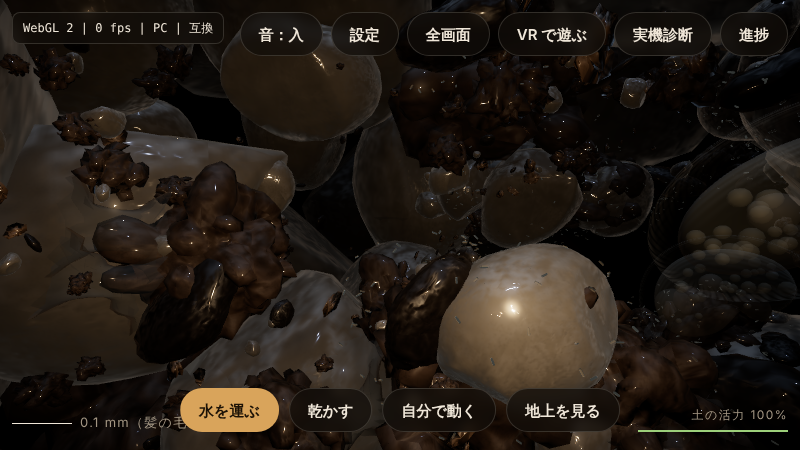 WebGL 2 | 0 fps | PC | 互換
音：入
設定
全画面
VR で遊ぶ
実機診断
進捗
水を運ぶ
乾かす
自分で動く
地上を見る
0.1 mm（髪の毛
土の活力 100%